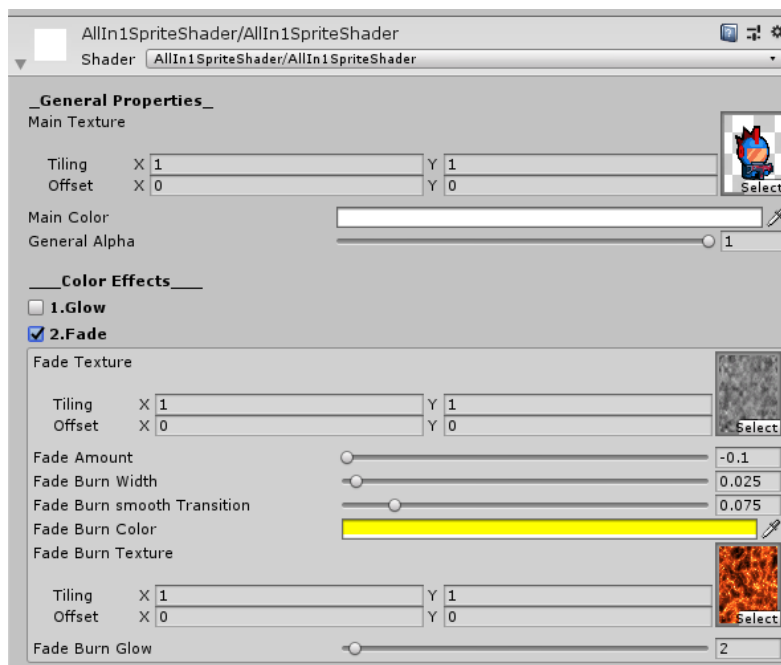 AllIn1SpriteShader/AllIn1SpriteShader
Shader AllIn1SpriteShader/AllIn1SpriteShader
_General Properties_
Main Texture
Tiling X 1 Y 1
Offset X 0 Y 0
Select
Main Color
General Alpha 1
___Color Effects___
1.Glow
2.Fade
Fade Texture
Tiling X 1 Y 1
Offset X 0 Y 0
Select
Fade Amount -0.1
Fade Burn Width 0.025
Fade Burn smooth Transition 0.075
Fade Burn Color
Fade Burn Texture
Tiling X 1 Y 1
Offset X 0 Y 0
Select
Fade Burn Glow 2